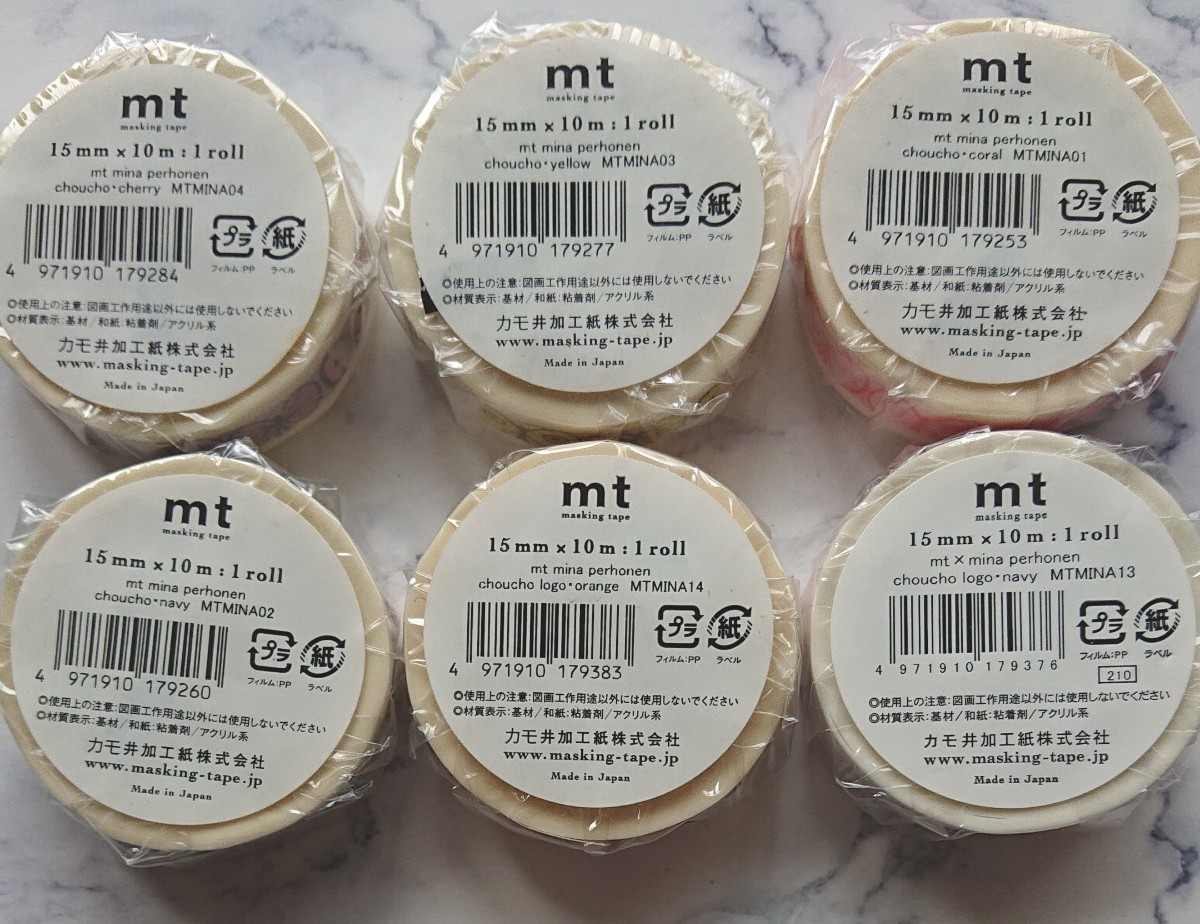 mt
masking tape
15mm × 10m : 1 roll
mt mina perhonen
choucho・cherry MTMINA04
プラ 紙
フィルム:PP ラベル
4 971910 179284
◎使用上の注意:図画工作用途以外には使用しないでください
◎材質表示:基材/和紙:粘着剤/アクリル系
カモ井加工紙株式会社
www.masking-tape.jp
Made in Japan
mt
masking tape
15mm × 10m : 1 roll
mt mina perhonen
choucho・yellow MTMINA03
プラ 紙
フィルム:PP ラベル
4 971910 179277
◎使用上の注意:図画工作用途以外には使用しないでください
◎材質表示:基材/和紙:粘着剤/アクリル系
カモ井加工紙株式会社
www.masking-tape.jp
Made in Japan
mt
masking tape
15mm × 10m : 1 roll
mt mina perhonen
choucho・coral MTMINA01
プラ 紙
フィルム:PP ラベル
4 971910 179253
◎使用上の注意:図画工作用途以外には使用しないでください
◎材質表示:基材/和紙:粘着剤/アクリル系
カモ井加工紙株式会社
www.masking-tape.jp
Made in Japan
mt
masking tape
15mm × 10m : 1 roll
mt mina perhonen
choucho・navy MTMINA02
プラ 紙
フィルム:PP ラベル
4 971910 179260
◎使用上の注意:図画工作用途以外には使用しないでください
◎材質表示:基材/和紙:粘着剤/アクリル系
カモ井加工紙株式会社
www.masking-tape.jp
Made in Japan
mt
masking tape
15mm × 10m : 1 roll
mt mina perhonen
choucho logo・orange MTMINA14
プラ 紙
フィルム:PP ラベル
4 971910 179383
◎使用上の注意:図画工作用途以外には使用しないでください
◎材質表示:基材/和紙:粘着剤/アクリル系
カモ井加工紙株式会社
www.masking-tape.jp
Made in Japan
mt
masking tape
15mm × 10m : 1 roll
mt × mina perhonen
choucho logo・navy MTMINA13
プラ 紙
フィルム:PP ラベル
4 971910 179376
210
◎使用上の注意:図画工作用途以外には使用しないでください
◎材質表示:基材/和紙:粘着剤/アクリル系
カモ井加工紙株式会社
www.masking-tape.jp
Made in Japan